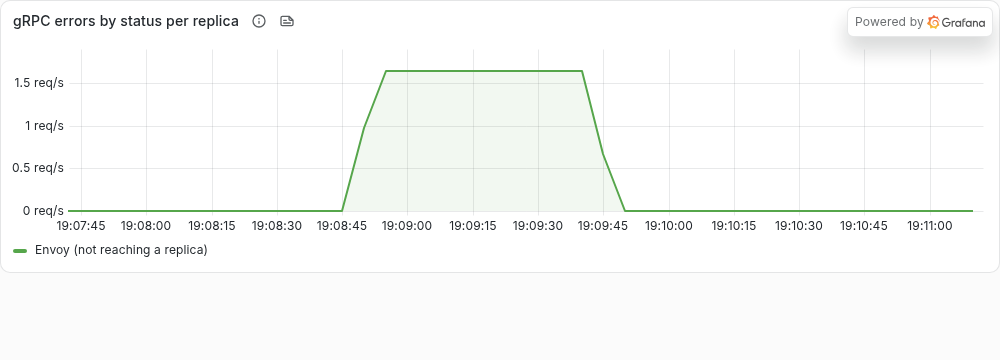 gRPC errors by status per replica
Powered by Grafana
1.5 req/s
1 req/s
0.5 req/s
0 req/s
19:07:45 19:08:00 19:08:15 19:08:30 19:08:45 19:09:00 19:09:15 19:09:30 19:09:45 19:10:00 19:10:15 19:10:30 19:10:45 19:11:00
Envoy (not reaching a replica)